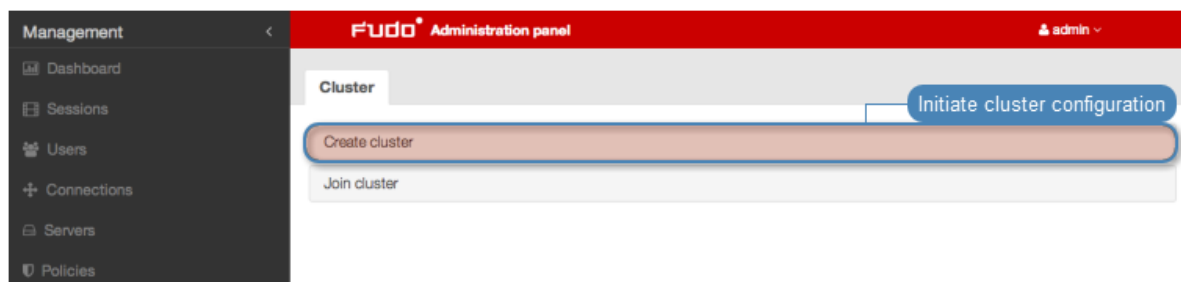 Management
FUDO Administration panel
admin
Dashboard
Cluster
Sessions
Initiate cluster configuration
Users
Create cluster
Connections
Join cluster
Servers
Policies